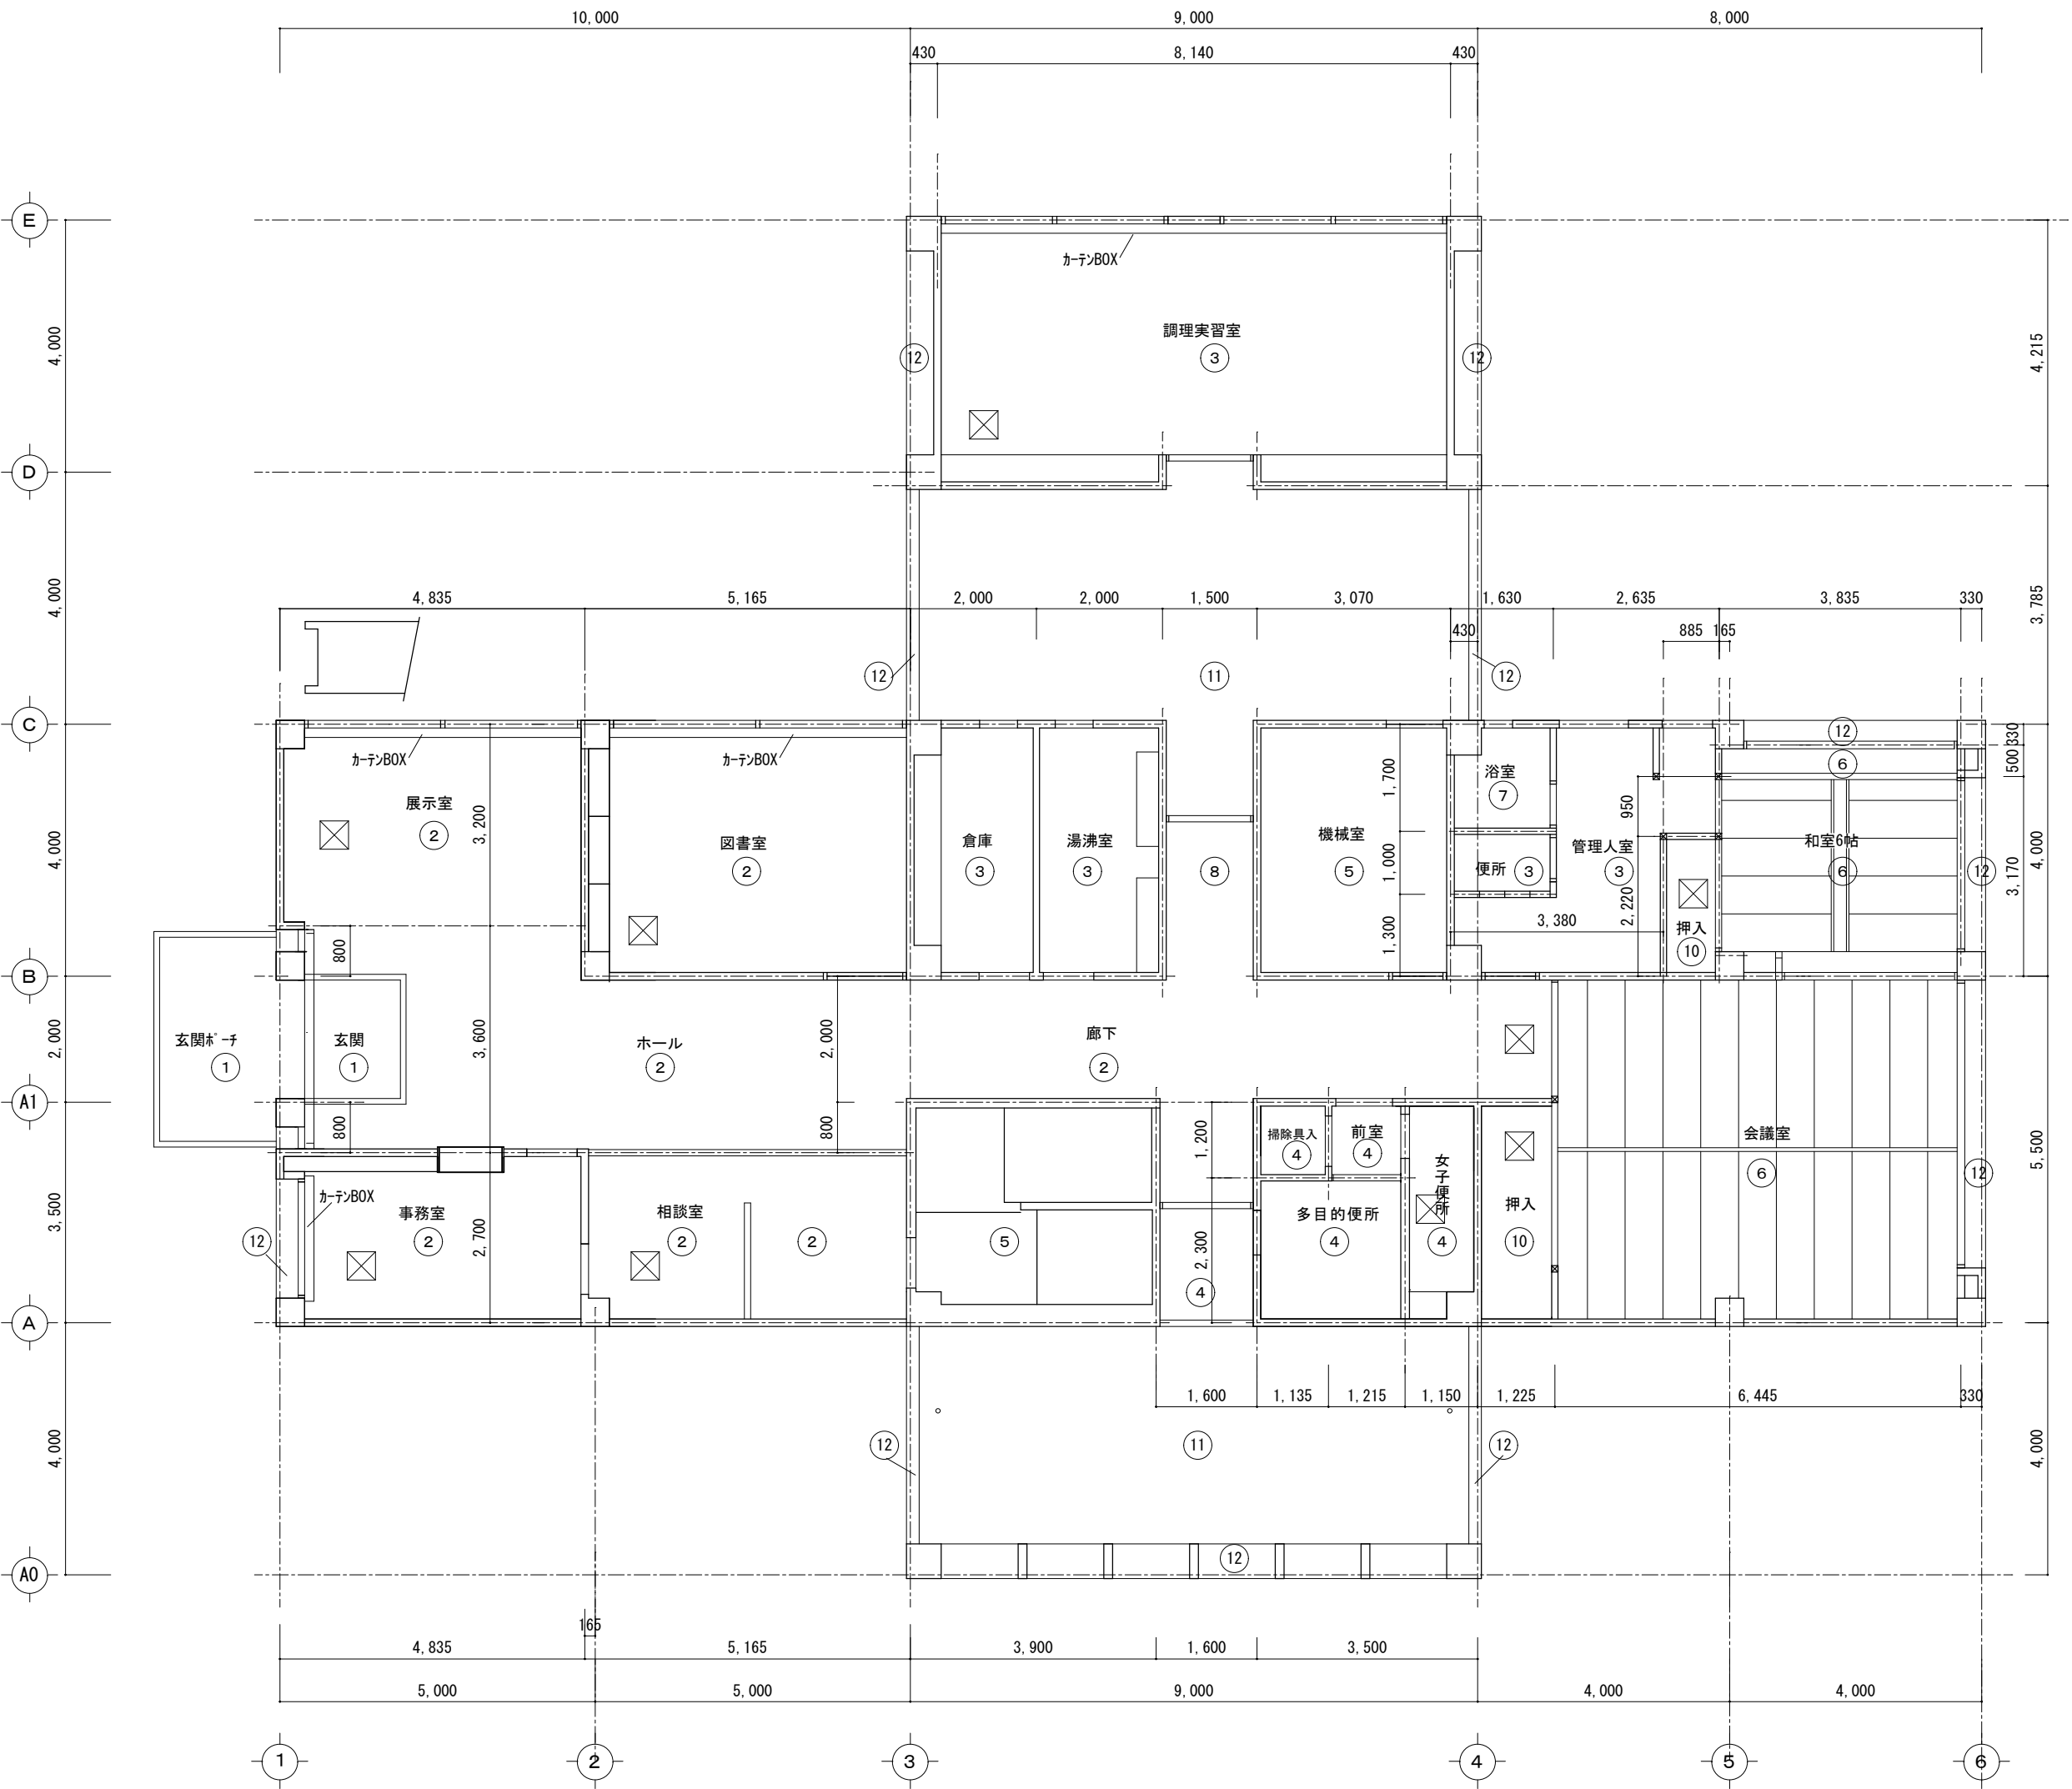 10,000 9,000 8,000
430 8,140 430
E
カーテンBOX
4,000 調理実習室 4,215
12 ③ 12
D
4,000 4,835 5,165 2,000 2,000 1,500 3,070 1,630 2,635 3,835 330 3,785
430 885 165
12 11 12
C
カーテンBOX カーテンBOX 12 330
浴室 ⑥ 500
展示室 ② 3,200 1,700 ⑦ 950
4,000 図書室 倉庫 湯沸室 機械室 管理人室 和室6帖 4,000
② ③ ③ ⑧ ⑤ 1,000 便所 ③ ③ ⑥ 12 3,170
2,220
800 1,300 3,380 押入
⑩
B
2,000 玄関ポーチ 玄関 3,600 ホール 2,000 廊下
① ① ② ②
A1
800 800 1,200 掃除具入 前室 会議室 5,500
④ ④ 女子便所 ⑥ 12
カーテンBOX
3,500 事務室 相談室 多目的便所 押入
12 ② 2,700 ② ② ⑤ 2,300 ④ ④ ⑩
④
A
1,600 1,135 1,215 1,150 1,225 6,445 330
4,000 12 11 12 4,000
12
A0
165
4,835 5,165 3,900 1,600 3,500
5,000 5,000 9,000 4,000 4,000
1 2 3 4 5 6